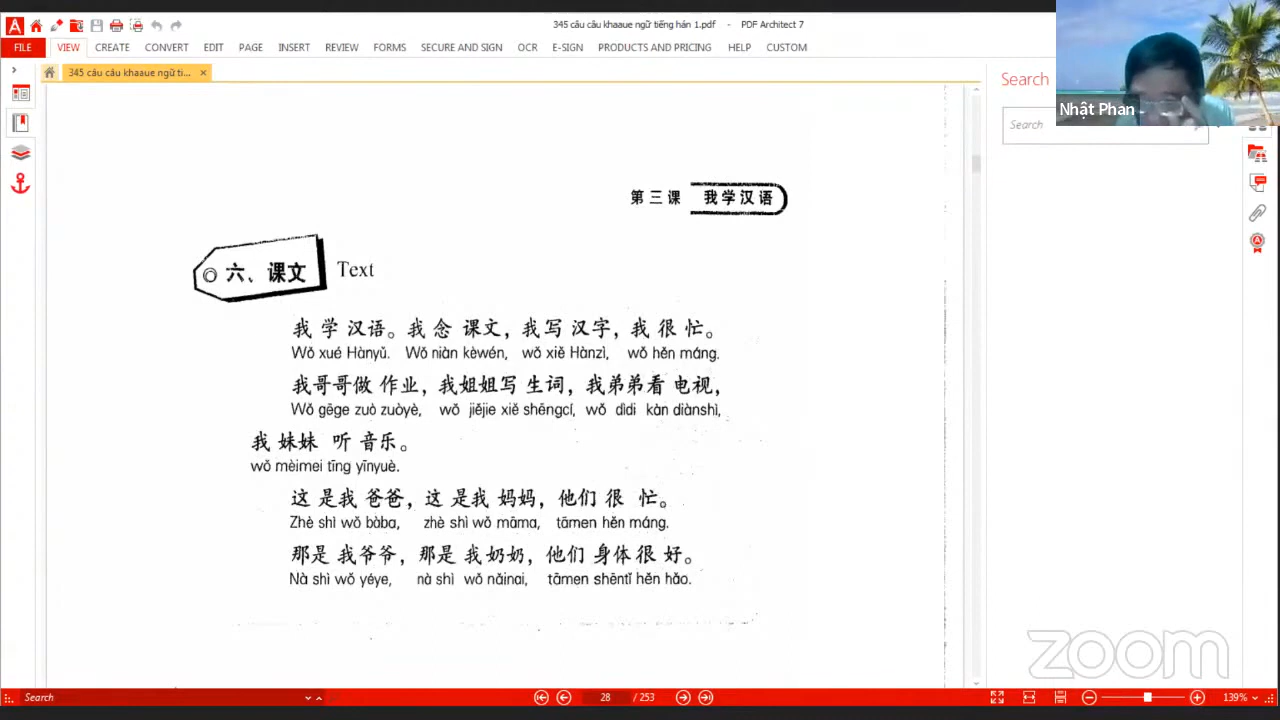 345 câu câu khaaue ngữ tiếng hán 1.pdf - PDF Architect 7
FILE VIEW CREATE CONVERT EDIT PAGE INSERT REVIEW FORMS SECURE AND SIGN OCR E-SIGN PRODUCTS AND PRICING HELP CUSTOM
345 câu câu khaaue ngữ ti... ×
Search
Nhật Phan
Search
第三课 我学汉语
六、课文 Text
我学汉语。我念课文，我写汉字，我很忙。
Wǒ xué Hànyǔ. Wǒ niàn kèwén, wǒ xiě Hànzì, wǒ hěn máng.
我哥哥做作业，我姐姐写生词，我弟弟看电视，
Wǒ gēge zuò zuòyè, wǒ jiějie xiě shēngcí, wǒ dìdi kàn diànshì,
我妹妹听音乐。
wǒ mèimei tīng yīnyuè.
这是我爸爸，这是我妈妈，他们很忙。
Zhè shì wǒ bàba, zhè shì wǒ māma, tāmen hěn máng.
那是我爷爷，那是我奶奶，他们身体很好。
Nà shì wǒ yéye, nà shì wǒ nǎinai, tāmen shēntǐ hěn hǎo.
zoom
Search 28 / 253 139%